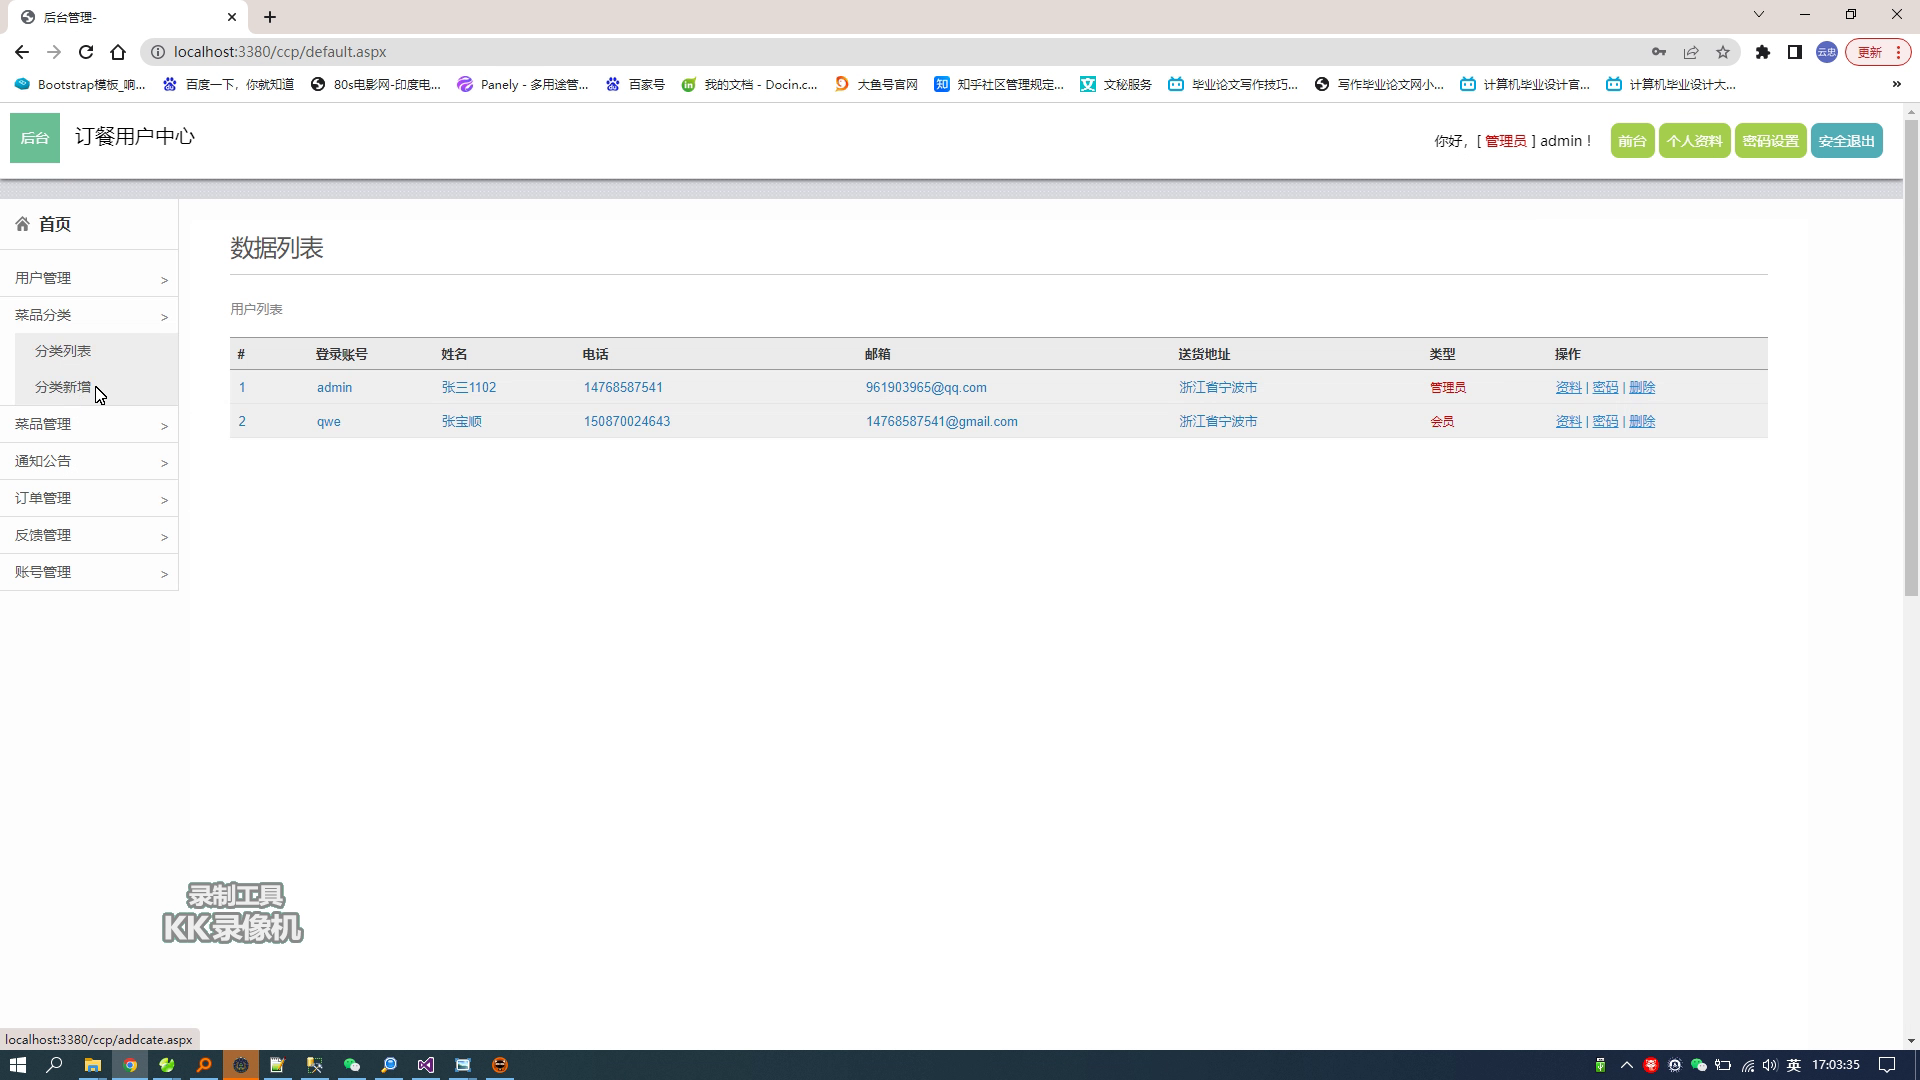 后台管理-
localhost:3380/ccp/default.aspx
云忠
更新
Bootstrap模板_响...
百度一下，你就知道
80s电影网-印度电...
Panely - 多用途管...
百家号
我的文档 - Docin.c...
大鱼号官网
知乎社区管理规定...
文秘服务
毕业论文写作技巧...
写作毕业论文网小...
计算机毕业设计官...
计算机毕业设计大...
»
后台 订餐用户中心
你好，[ 管理员 ] admin !
前台 个人资料 密码设置 安全退出
首页
用户管理 >
菜品分类 >
分类列表
分类新增
菜品管理 >
通知公告 >
订单管理 >
反馈管理 >
账号管理 >
数据列表
用户列表
# 登录账号 姓名 电话 邮箱 送货地址 类型 操作
1 admin 张三1102 14768587541 961903965@qq.com 浙江省宁波市 管理员 资料 | 密码 | 删除
2 qwe 张宝顺 150870024643 14768587541@gmail.com 浙江省宁波市 会员 资料 | 密码 | 删除
录制工具
KK录像机
localhost:3380/ccp/addcate.aspx
英 17:03:35